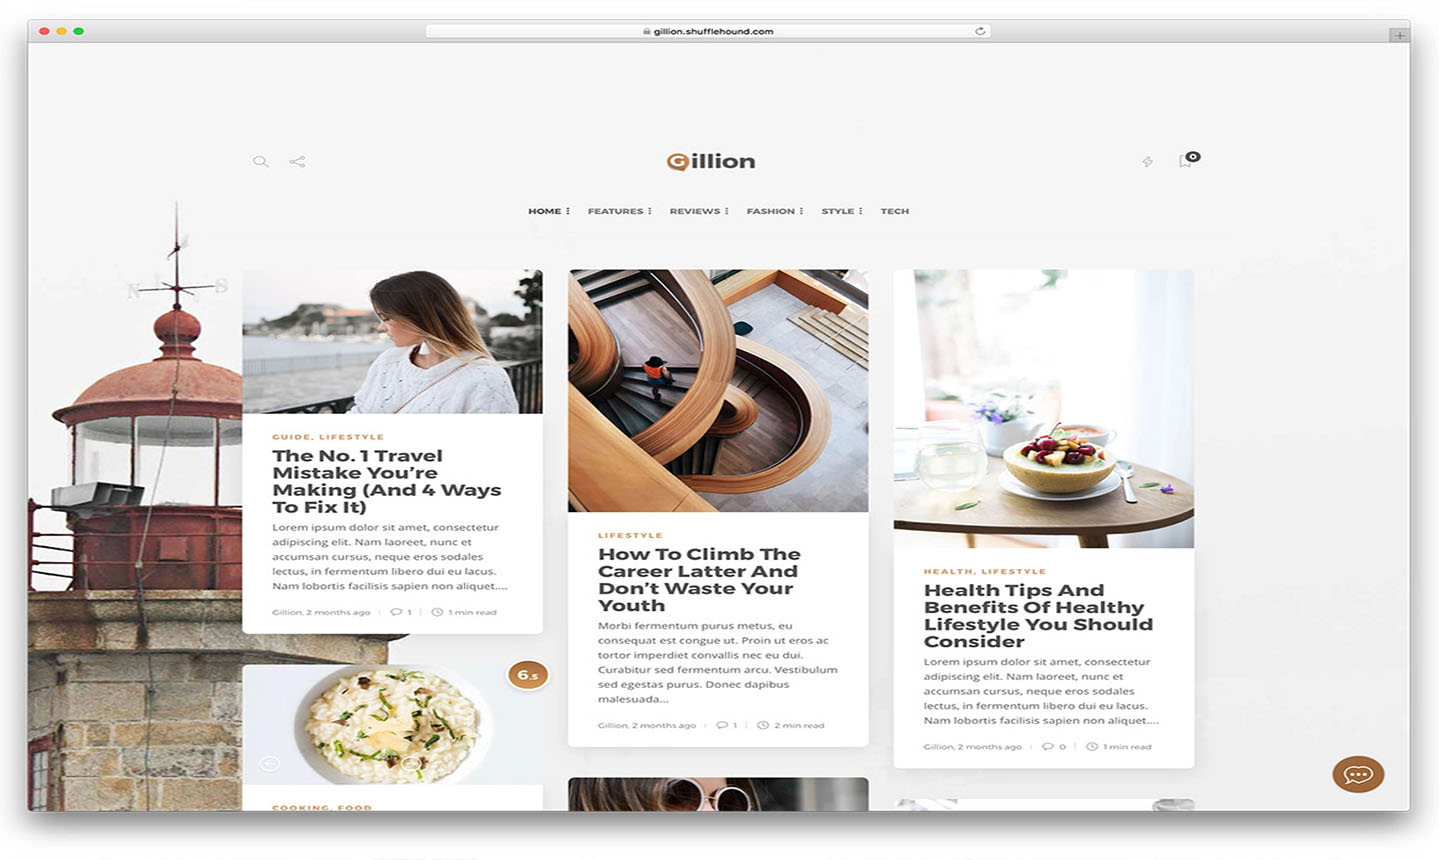 gillion.shufflehound.com
Gillion
0
HOME FEATURES REVIEWS FASHION STYLE TECH
N S
GUIDE, LIFESTYLE
The No. 1 Travel
Mistake You're
Making (And 4 Ways
To Fix It)
Lorem ipsum dolor sit amet, consectetur
adipiscing elit. Nam laoreet, nunc et
accumsan cursus, neque eros sodales
lectus, in fermentum libero dui eu lacus.
Nam lobortis facilisis sapien non aliquet....
Gillion, 2 months ago 1 1 min read
6.5
COOKING, FOOD
LIFESTYLE
How To Climb The
Career Latter And
Don't Waste Your
Youth
Morbi fermentum purus metus, eu
consequat est congue ut. Proin ut eros ac
tortor imperdiet convallis nec eu dui.
Curabitur sed fermentum arcu. Vestibulum
sed egestas purus. Donec dapibus
malesuada...
Gillion, 2 months ago 1 2 min read
HEALTH, LIFESTYLE
Health Tips And
Benefits Of Healthy
Lifestyle You Should
Consider
Lorem ipsum dolor sit amet, consectetur
adipiscing elit. Nam laoreet, nunc et
accumsan cursus, neque eros sodales
lectus, in fermentum libero dui eu lacus.
Nam lobortis facilisis sapien non aliquet....
Gillion, 2 months ago 0 1 min read